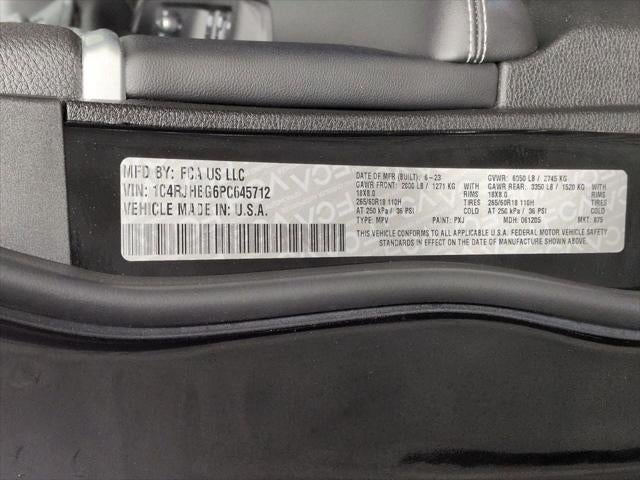 MFD BY: FCA US LLC
VIN: 1C4RJHEG6PC645712
VEHICLE MADE IN: U.S.A.
DATE OF MFR (BUILT): 6-23 GVWR: 6050 LB / 2745 KG
GAWR FRONT: 2800 LB / 1271 KG GAWR REAR: 3350 LB / 1520 KG
18X8.0 RIMS 18X8.0 RIMS
265/60R18 110H TIRES 265/60R18 110H TIRES
AT 250 kPa / 36 PSI COLD AT 250 kPa / 36 PSI COLD
TYPE: MPV PAINT: PXJ MDH: 061205 MKT: 875
THIS VEHICLE CONFORMS TO ALL APPLICABLE U.S.A. FEDERAL MOTOR VEHICLE SAFETY
STANDARDS IN EFFECT ON THE DATE OF MANUFACTURE SHOWN ABOVE.